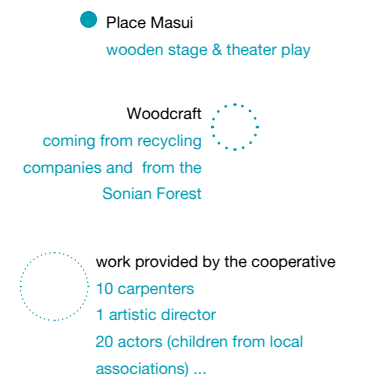 Place Masui
wooden stage & theater play
Woodcraft
coming from recycling
companies and from the
Sonian Forest
work provided by the cooperative
10 carpenters
1 artistic director
20 actors (children from local
associations) ...